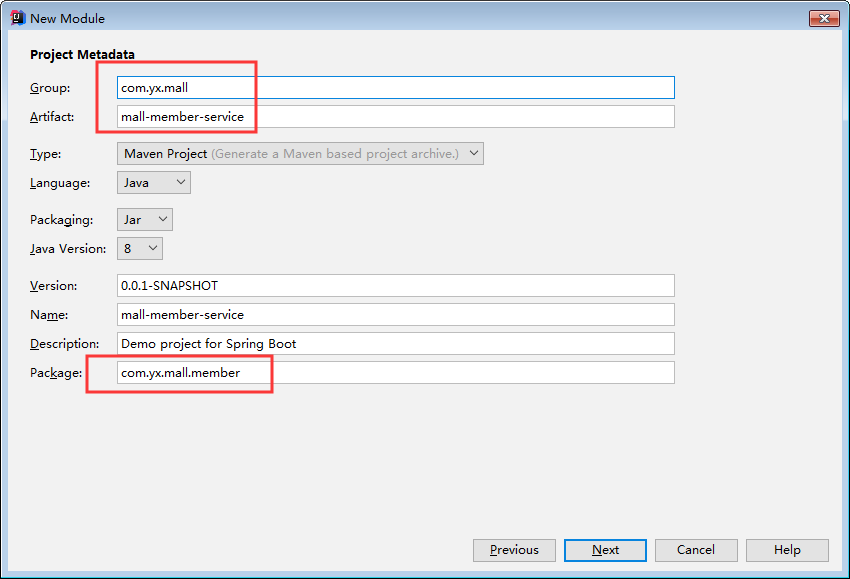 New Module
Project Metadata
Group: com.yx.mall
Artifact: mall-member-service
Type: Maven Project (Generate a Maven based project archive.)
Language: Java
Packaging: Jar
Java Version: 8
Version: 0.0.1-SNAPSHOT
Name: mall-member-service
Description: Demo project for Spring Boot
Package: com.yx.mall.member
Previous Next Cancel Help